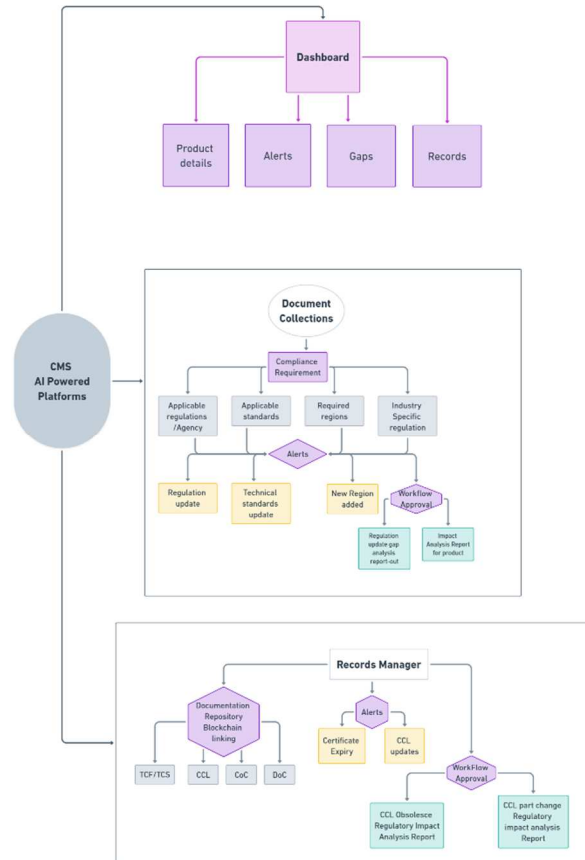 Dashboard
Product
details
Alerts
Gaps
Records
CMS
AI Powered
Platforms
Document
Collections
Compliance
Requirement
Applicable
regulations
/Agency
Applicable
standards
Required
regions
Industry
Specific
regulation
Alerts
Regulation
update
Technical
standards
update
New Region
added
Workflow
Approval
Regulation
update gap
analysis
report-out
Impact
Analysis Report
for product
Records Manager
Documentation
Repository
Blockchain
linking
Alerts
Certificate
Expiry
CCL
updates
TCF/TCS
CCL
CoC
DoC
WorkFlow
Approval
CCL Obsolesce
Regulatory Impact
Analysis Report
CCL part change
Regulatory
impact analysis
Report